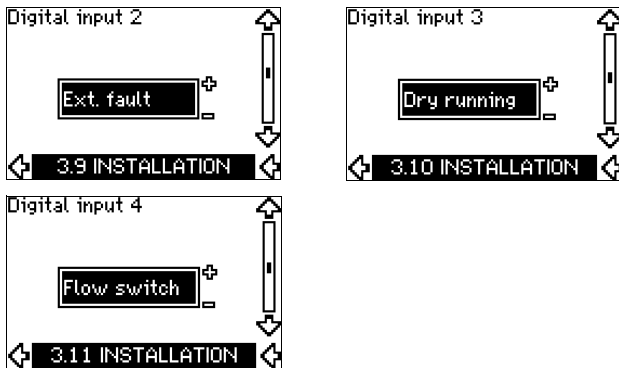 Digital input 2
Ext. fault
3.9 INSTALLATION
Digital input 3
Dry running
3.10 INSTALLATION
Digital input 4
Flow switch
3.11 INSTALLATION